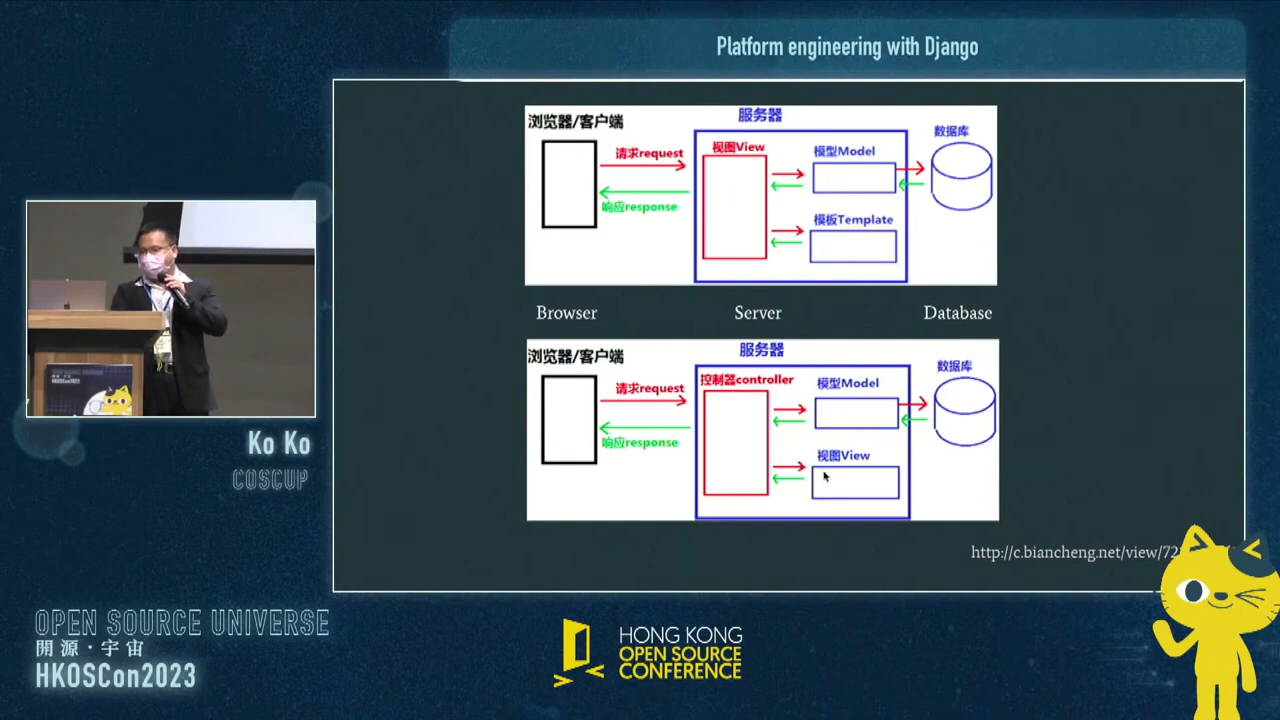 Platform engineering with Django
浏览器/客户端
服务器
数据库
请求request
视图View
模型Model
响应response
模板Template
Browser
Server
Database
浏览器/客户端
服务器
数据库
请求request
控制器controller
模型Model
响应response
视图View
http://c.biancheng.net/view/72
Ko Ko
COSCUP
OPEN SOURCE UNIVERSE
開源·宇宙
HKOSCon2023
HONG KONG
OPEN SOURCE
CONFERENCE